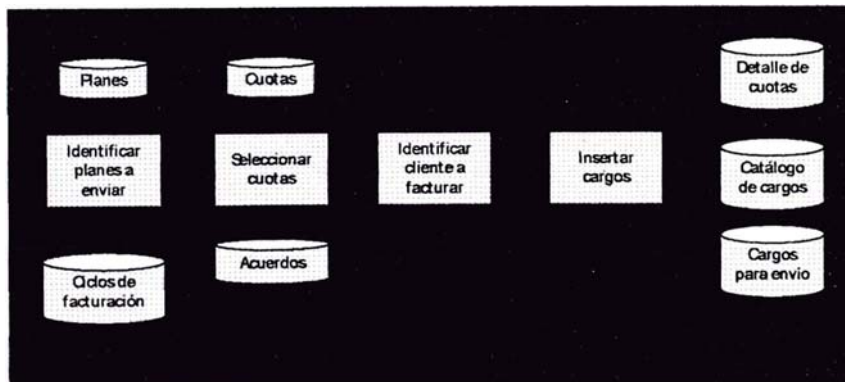 Planes
Cuotas
Detalle de
cuotas
Identificar
planes a
enviar
Seleccionar
cuotas
Identificar
cliente a
facturar
Insertar
cargos
Catálogo
de cargos
Ciclos de
facturación
Acuerdos
Cargos
para envío